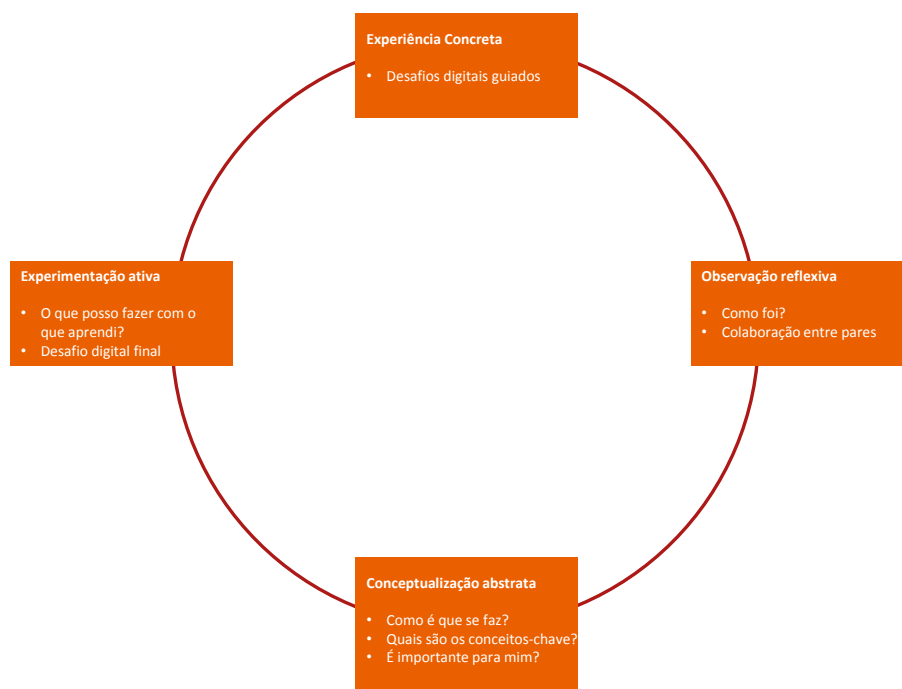 Experiência Concreta
• Desafios digitais guiados
Experimentação ativa
• O que posso fazer com o
que aprendi?
• Desafio digital final
Observação reflexiva
• Como foi?
• Colaboração entre pares
Conceptualização abstrata
• Como é que se faz?
• Quais são os conceitos-chave?
• É importante para mim?